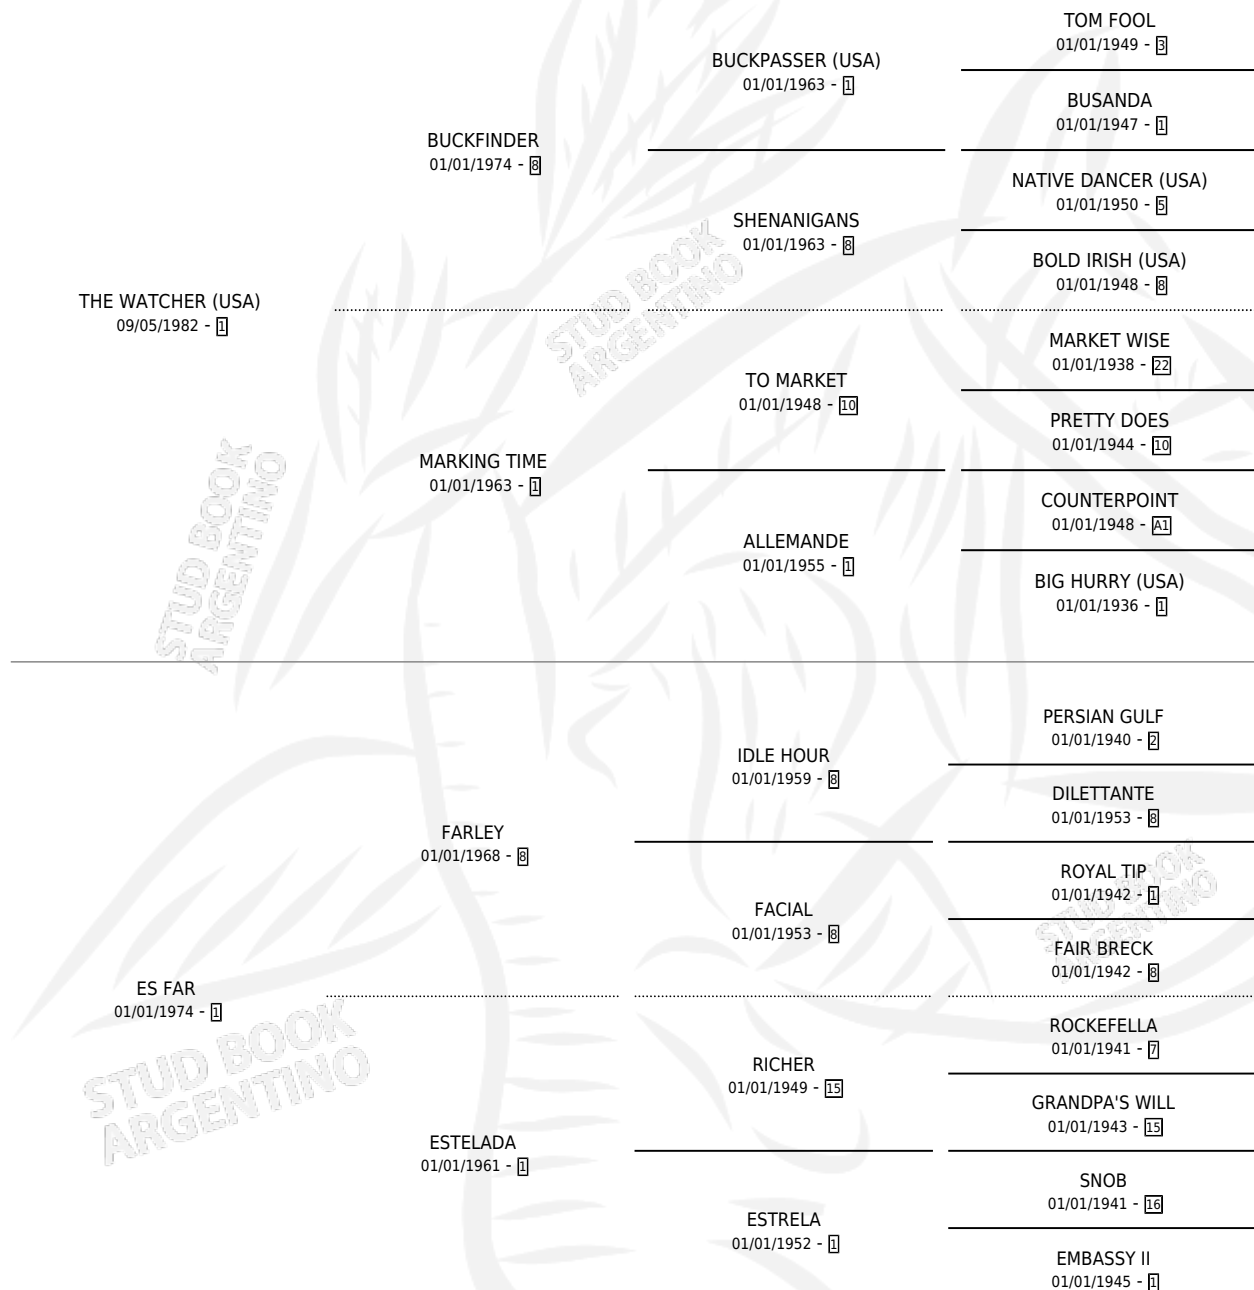 TOM FOOL
01/01/1949 - 3
BUCKPASSER (USA)
01/01/1963 - 1
BUSANDA
01/01/1947 - 1
BUCKFINDER
01/01/1974 - 8
NATIVE DANCER (USA)
01/01/1950 - 5
SHENANIGANS
01/01/1963 - 8
BOLD IRISH (USA)
01/01/1948 - 8
THE WATCHER (USA)
09/05/1982 - 1
MARKET WISE
01/01/1938 - 22
TO MARKET
01/01/1948 - 10
PRETTY DOES
01/01/1944 - 10
MARKING TIME
01/01/1963 - 1
COUNTERPOINT
01/01/1948 - A1
ALLEMANDE
01/01/1955 - 1
BIG HURRY (USA)
01/01/1936 - 1
PERSIAN GULF
01/01/1940 - 2
IDLE HOUR
01/01/1959 - 8
DILETTANTE
01/01/1953 - 8
FARLEY
01/01/1968 - 8
ROYAL TIP
01/01/1942 - 1
FACIAL
01/01/1953 - 8
FAIR BRECK
01/01/1942 - 8
ES FAR
01/01/1974 - 1
ROCKEFELLA
01/01/1941 - 7
RICHER
01/01/1949 - 15
GRANDPA'S WILL
01/01/1943 - 15
ESTELADA
01/01/1961 - 1
SNOB
01/01/1941 - 16
ESTRELA
01/01/1952 - 1
EMBASSY II
01/01/1945 - 1
STUD BOOK
ARGENTINO
STUD BOOK
ARGENTINO
STUD BOOK
ARGENTINO
STUD BOOK
ARGENTINO